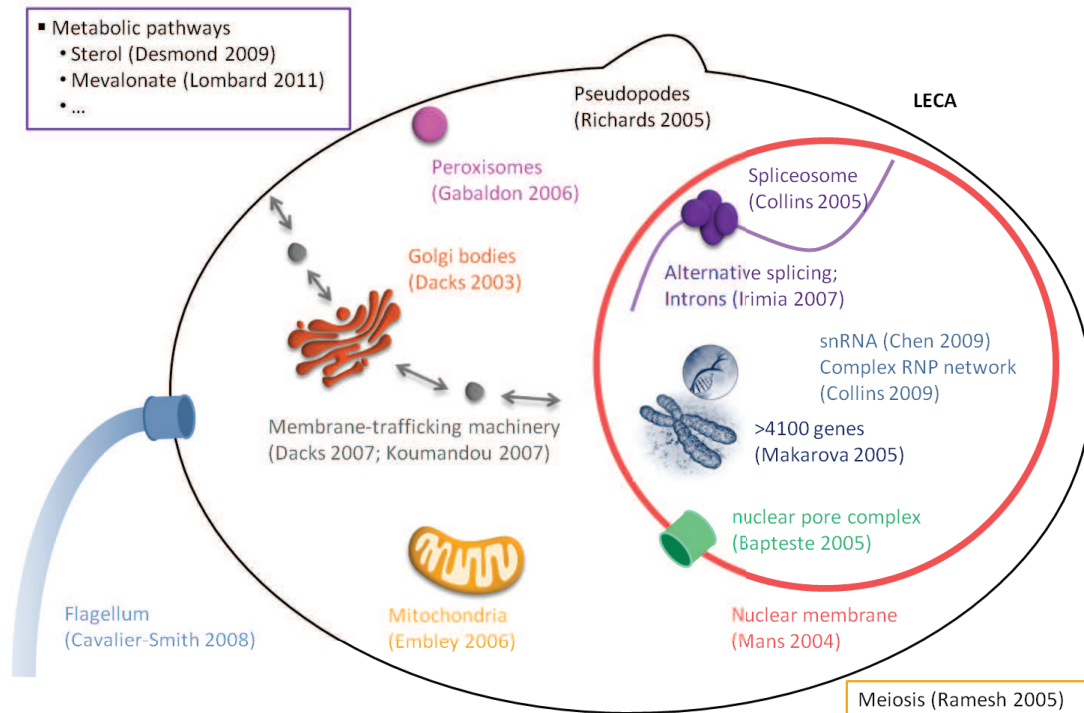 ▪ Metabolic pathways
• Sterol (Desmond 2009)
• Mevalonate (Lombard 2011)
• ...
Pseudopodes
(Richards 2005)
LECA
Peroxisomes
(Gabaldon 2006)
Spliceosome
(Collins 2005)
Golgi bodies
(Dacks 2003)
Alternative splicing;
Introns (Irimia 2007)
snRNA (Chen 2009)
Complex RNP network
(Collins 2009)
Membrane-trafficking machinery
(Dacks 2007; Koumandou 2007)
>4100 genes
(Makarova 2005)
nuclear pore complex
(Bapteste 2005)
Flagellum
(Cavalier-Smith 2008)
Mitochondria
(Embley 2006)
Nuclear membrane
(Mans 2004)
Meiosis (Ramesh 2005)